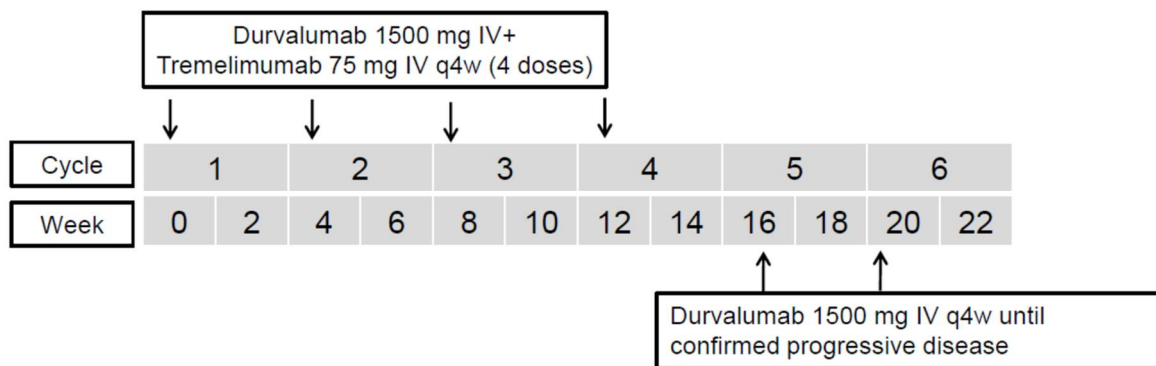 Durvalumab 1500 mg IV+
Tremelimumab 75 mg IV q4w (4 doses)
Cycle 1 2 3 4 5 6
Week 0 2 4 6 8 10 12 14 16 18 20 22
Durvalumab 1500 mg IV q4w until
confirmed progressive disease